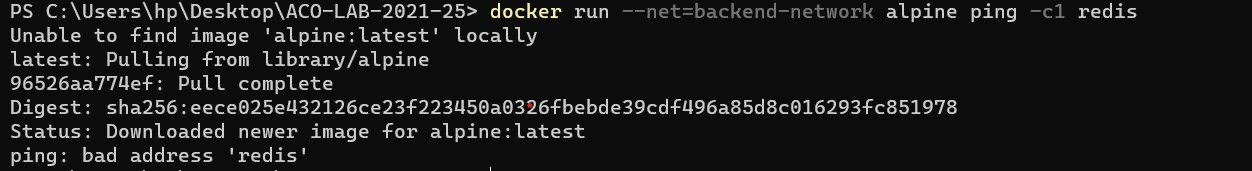 PS C:\Users\hp\Desktop\ACO-LAB-2021-25> docker run --net=backend-network alpine ping -c1 redis
Unable to find image 'alpine:latest' locally
latest: Pulling from library/alpine
96526aa774ef: Pull complete
Digest: sha256:eece025e432126ce23f223450a0326fbebde39cdf496a85d8c016293fc851978
Status: Downloaded newer image for alpine:latest
ping: bad address 'redis'